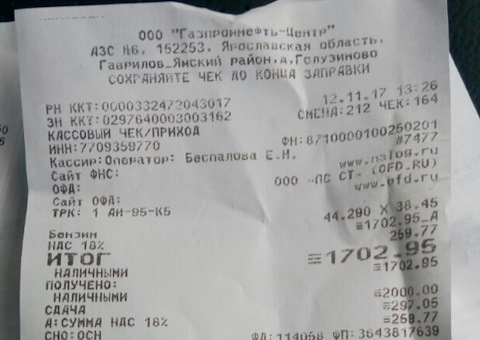 ООО "Газпромнефть-Центр"
АЗС №6, 152253, Ярославская область,
Гаврилов_Ямский район,д,Голузиново
СОХРАНЯЙТЕ ЧЕК ДО КОНЦА ЗАПРАВКИ
РН ККТ:0000332472043017 12.11.17 13:26
ЗН ККТ:0297640003003162 СМЕНА:212 ЧЕК:164
КАССОВЫЙ ЧЕК/ПРИХОД
ИНН:7709359770 ФН:8710000100250201
Кассир:Оператор: Беспалова Е.Н. #7477
Сайт ФНС: www.nalog.ru
ОФД: ООО "ПС СТ" (OFD.RU)
Сайт ОФД: www.ofd.ru
ТРК: 1 АИ-95-К5
44.290 X 38.45
Бензин ≡1702.95_А
НДС 18% 259.77
ИТОГ ≡1702.95
НАЛИЧНЫМИ ≡1702.95
ПОЛУЧЕНО:
НАЛИЧНЫМИ ≡2000.00
СДАЧА ≡297.05
А:СУММА НДС 18% ≡259.77
СНО:ОСН ФД:114058 ФП:3643817639